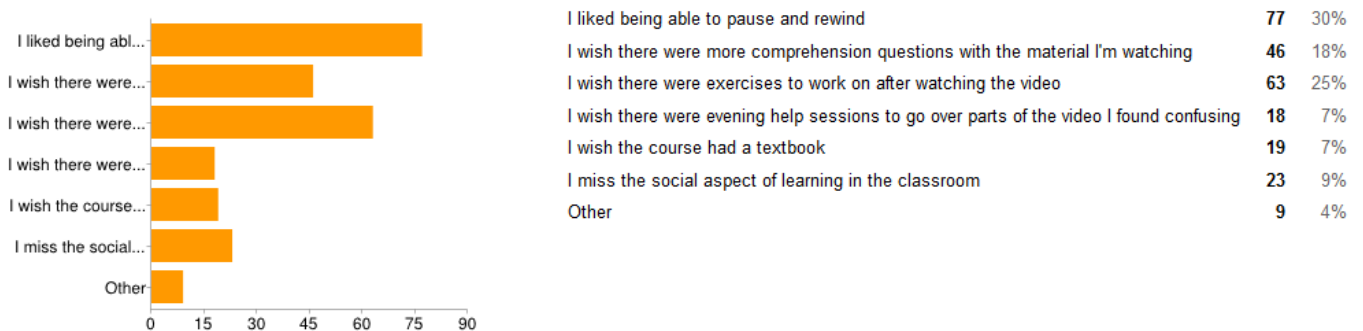 I liked being abl...
I wish there were...
I wish there were...
I wish there were...
I wish the course...
I miss the social...
Other
0 15 30 45 60 75 90
I liked being able to pause and rewind 77 30%
I wish there were more comprehension questions with the material I'm watching 46 18%
I wish there were exercises to work on after watching the video 63 25%
I wish there were evening help sessions to go over parts of the video I found confusing 18 7%
I wish the course had a textbook 19 7%
I miss the social aspect of learning in the classroom 23 9%
Other 9 4%